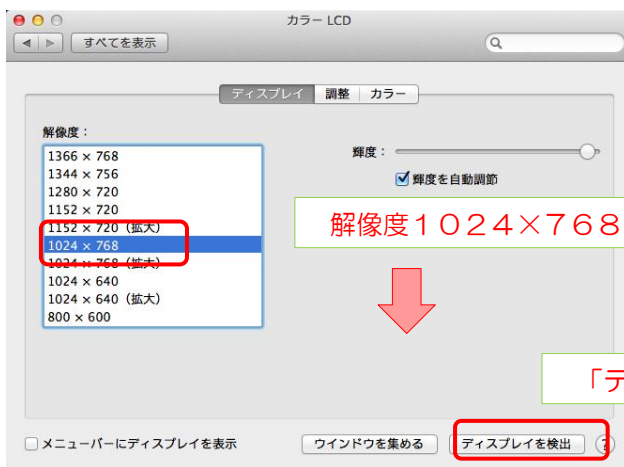 カラー LCD
すべてを表示
ディスプレイ 調整 カラー
解像度：
1366 × 768
1344 × 756
1280 × 720
1152 × 720
1152 × 720（拡大）
1024 × 768
1024 × 768（拡大）
1024 × 640
1024 × 640（拡大）
800 × 600
輝度：
輝度を自動調節
解像度１０２４×７６８
「デ
メニューバーにディスプレイを表示
ウインドウを集める
ディスプレイを検出
?